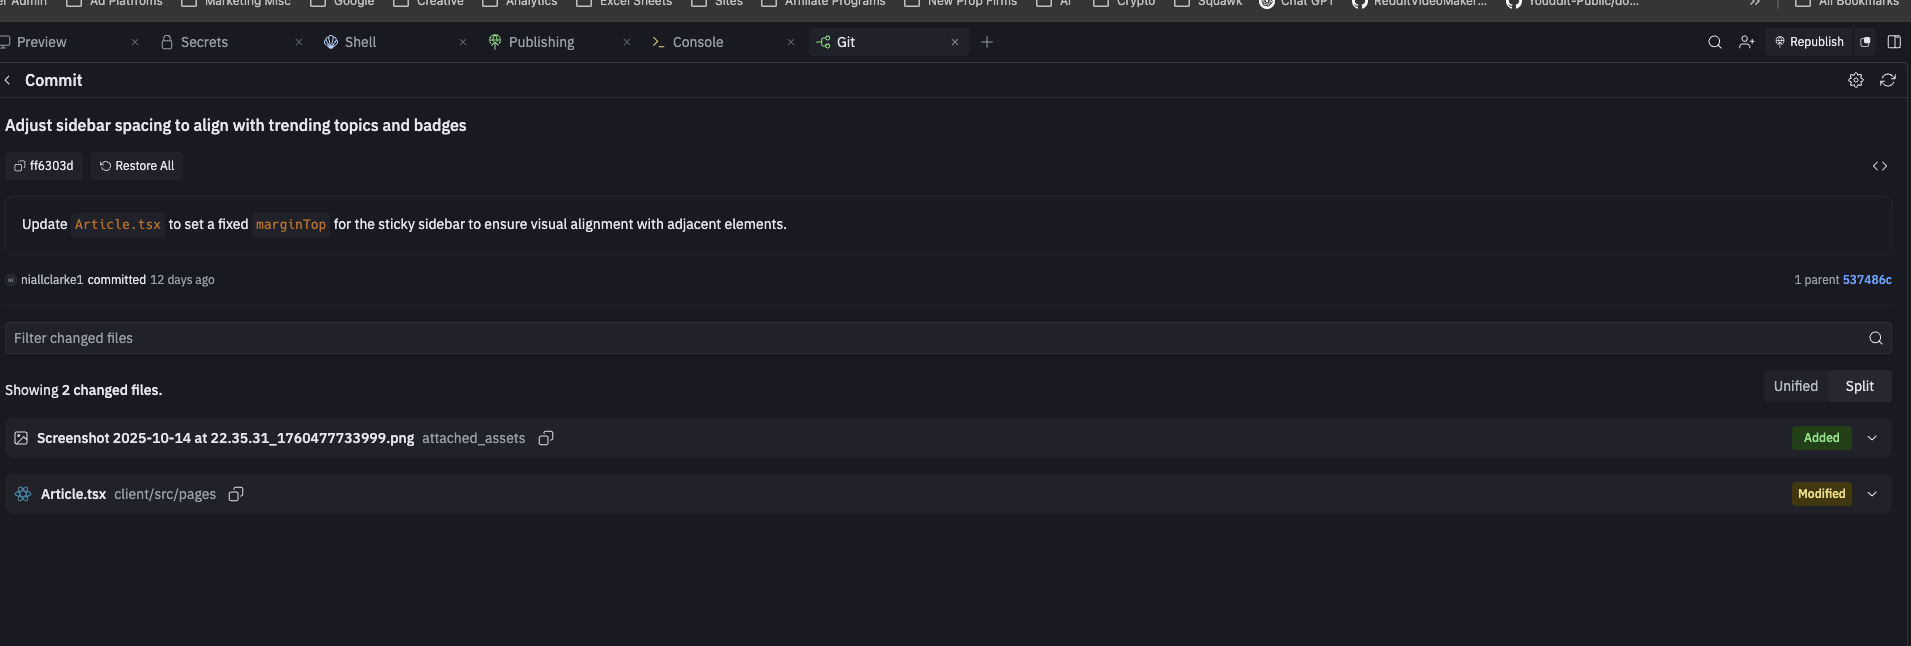 er Admin Ad Platforms Marketing Misc Google Creative Analytics Excel Sheets Sites Affiliate Programs New Prop Firms AI Crypto Squawk Chat GPT RedditVideoMaker... All Bookmarks
Preview Secrets Shell Publishing Console Git Republish
Commit
Adjust sidebar spacing to align with trending topics and badges
ff6303d Restore All
Update Article.tsx to set a fixed marginTop for the sticky sidebar to ensure visual alignment with adjacent elements.
niallclarke1 committed 12 days ago 1 parent 537486c
Filter changed files
Showing 2 changed files. Unified Split
Screenshot 2025-10-14 at 22.35.31_1760477733999.png attached_assets Added
Article.tsx client/src/pages Modified